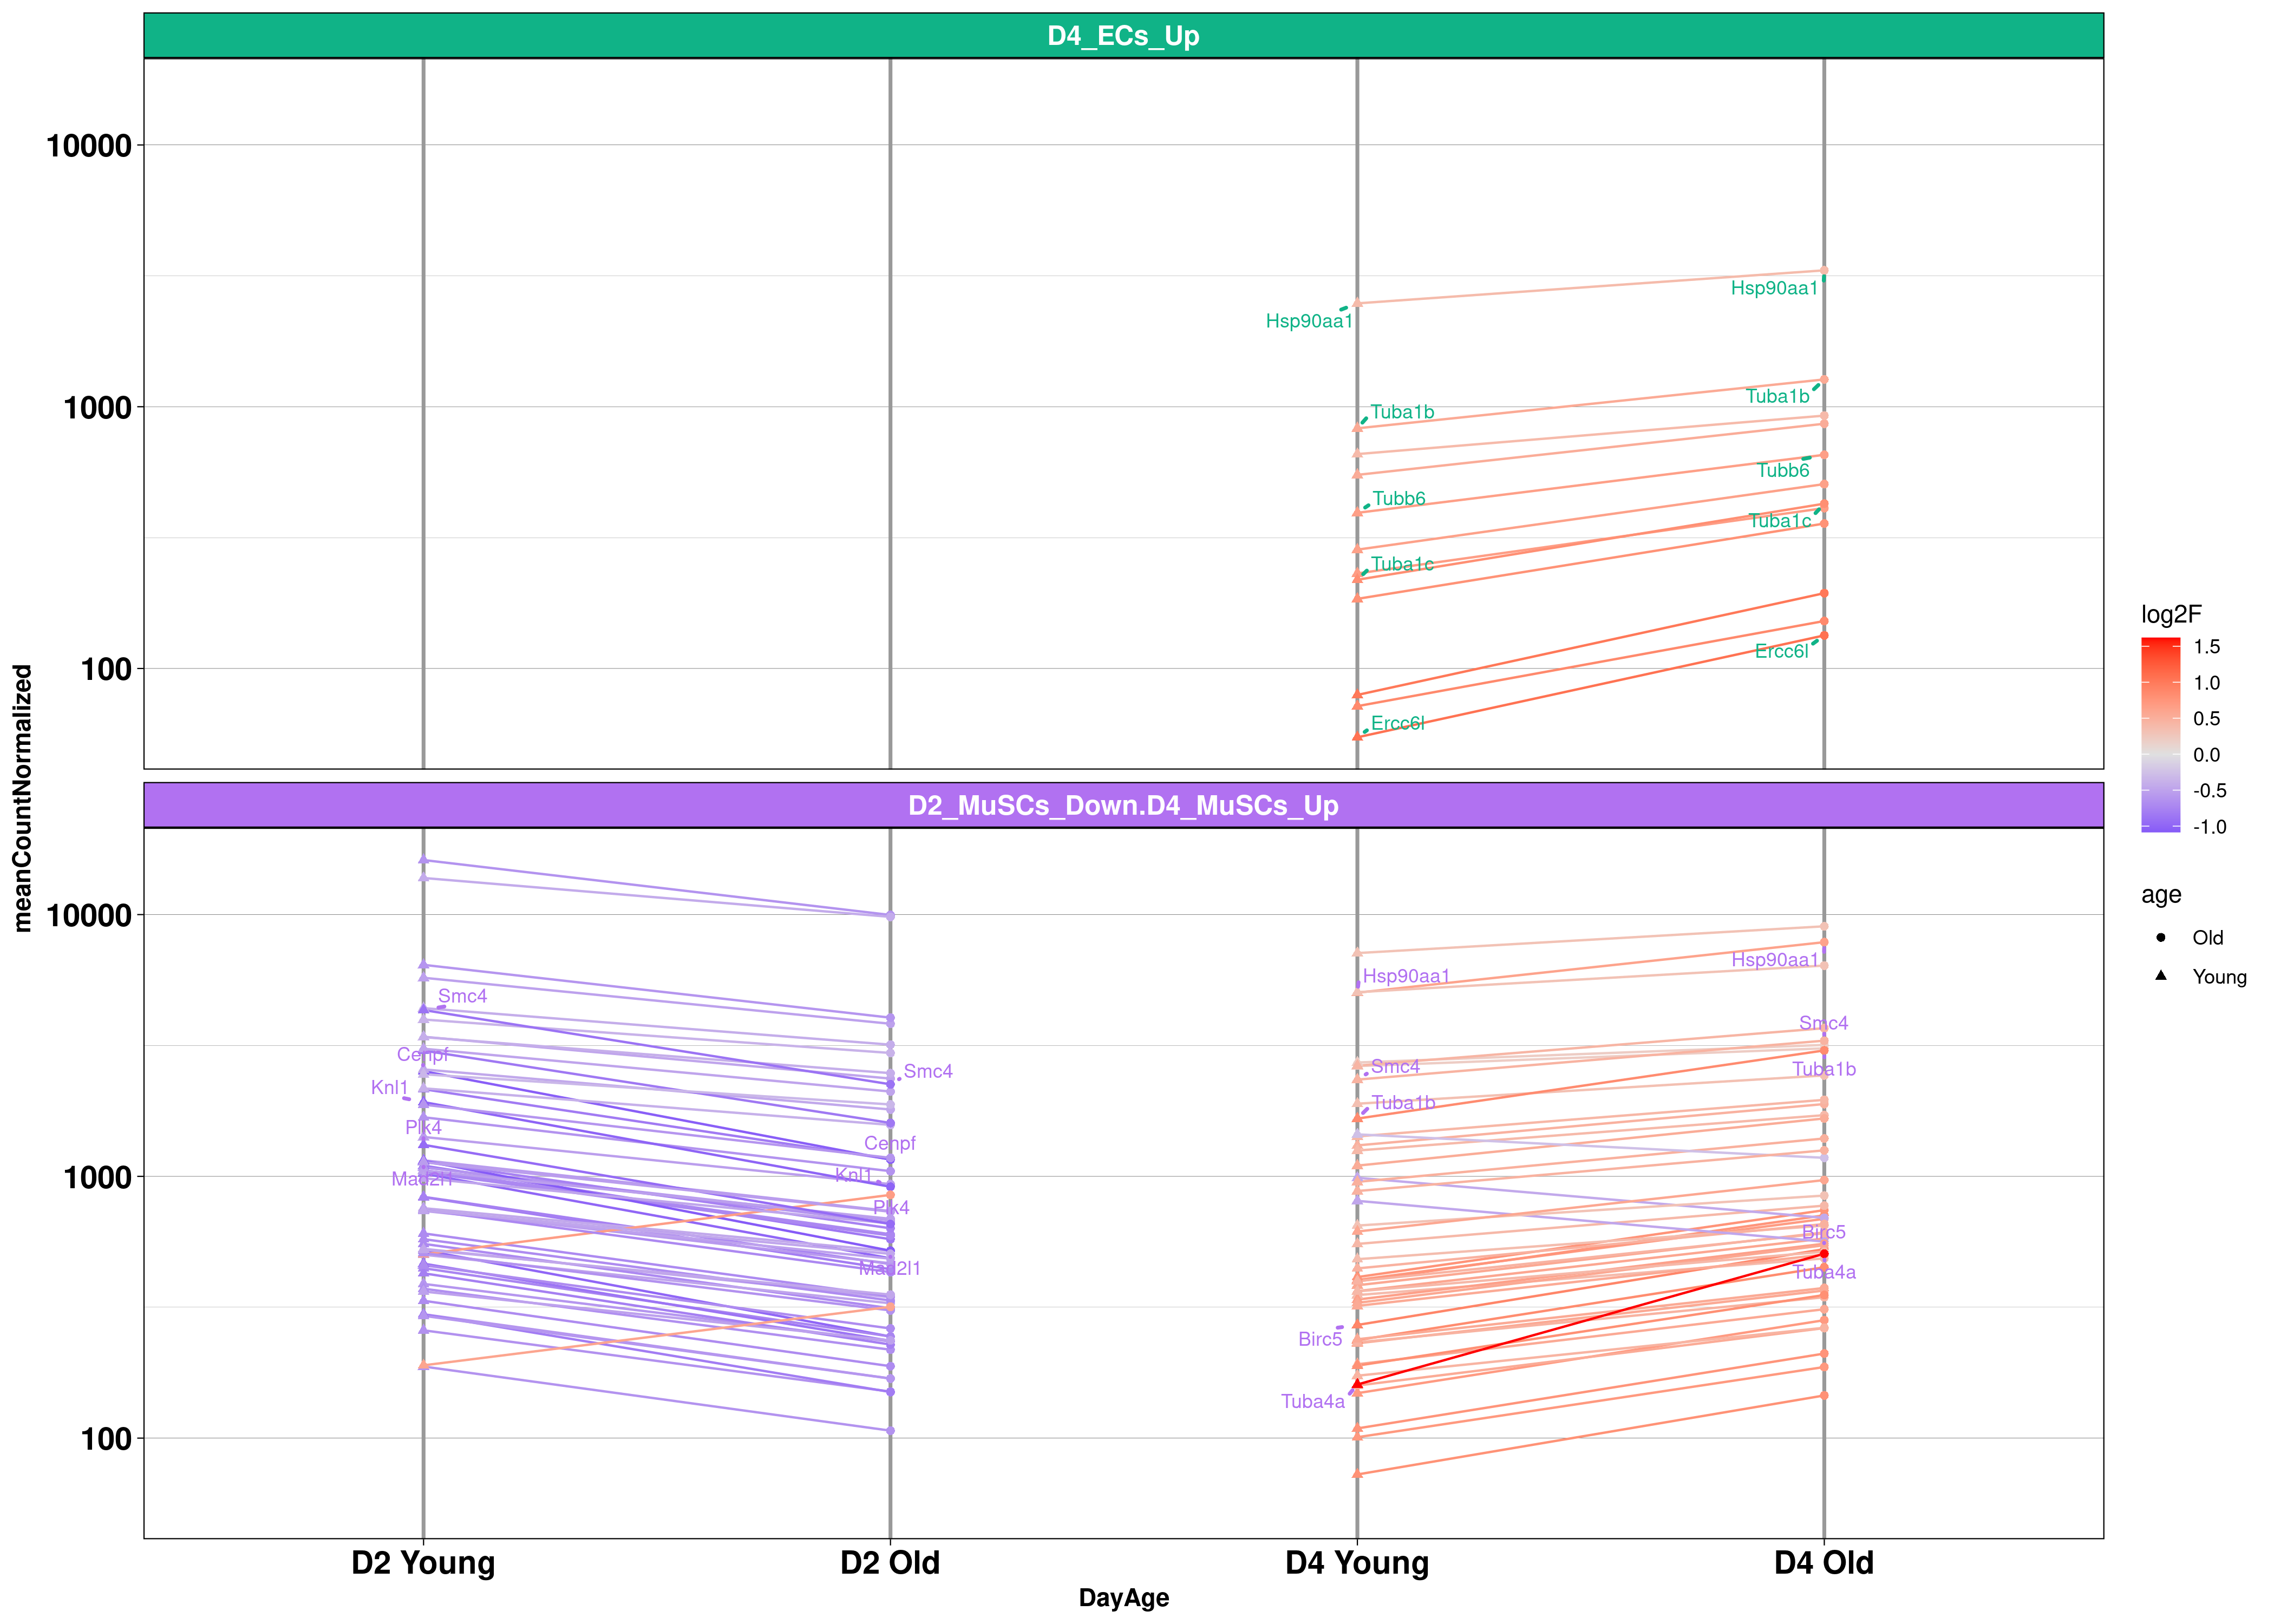 D4_ECs_Up
10000
1000
100
Hsp90aa1
Hsp90aa1
Tuba1b
Tuba1b
Tubb6
Tubb6
Tuba1c
Tuba1c
Ercc6l
Ercc6l
meanCountNormalized
D2_MuSCs_Down.D4_MuSCs_Up
10000
1000
100
Smc4
Cenpf
Knl1
Plk4
Mad2l1
Smc4
Cenpf
Knl1
Plk4
Mad2l1
Hsp90aa1
Smc4
Tuba1b
Birc5
Tuba4a
Hsp90aa1
Smc4
Tuba1b
Birc5
Tuba4a
D2 Young
D2 Old
D4 Young
D4 Old
DayAge
log2F
1.5
1.0
0.5
0.0
-0.5
-1.0
age
Old
Young